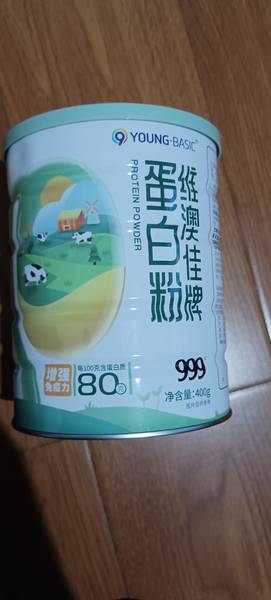 9 YOUNG-BASIC®
维澳佳牌
蛋白粉
PROTEIN POWDER
增强
免疫力
每100克含蛋白质
80克
999®
净含量:400g